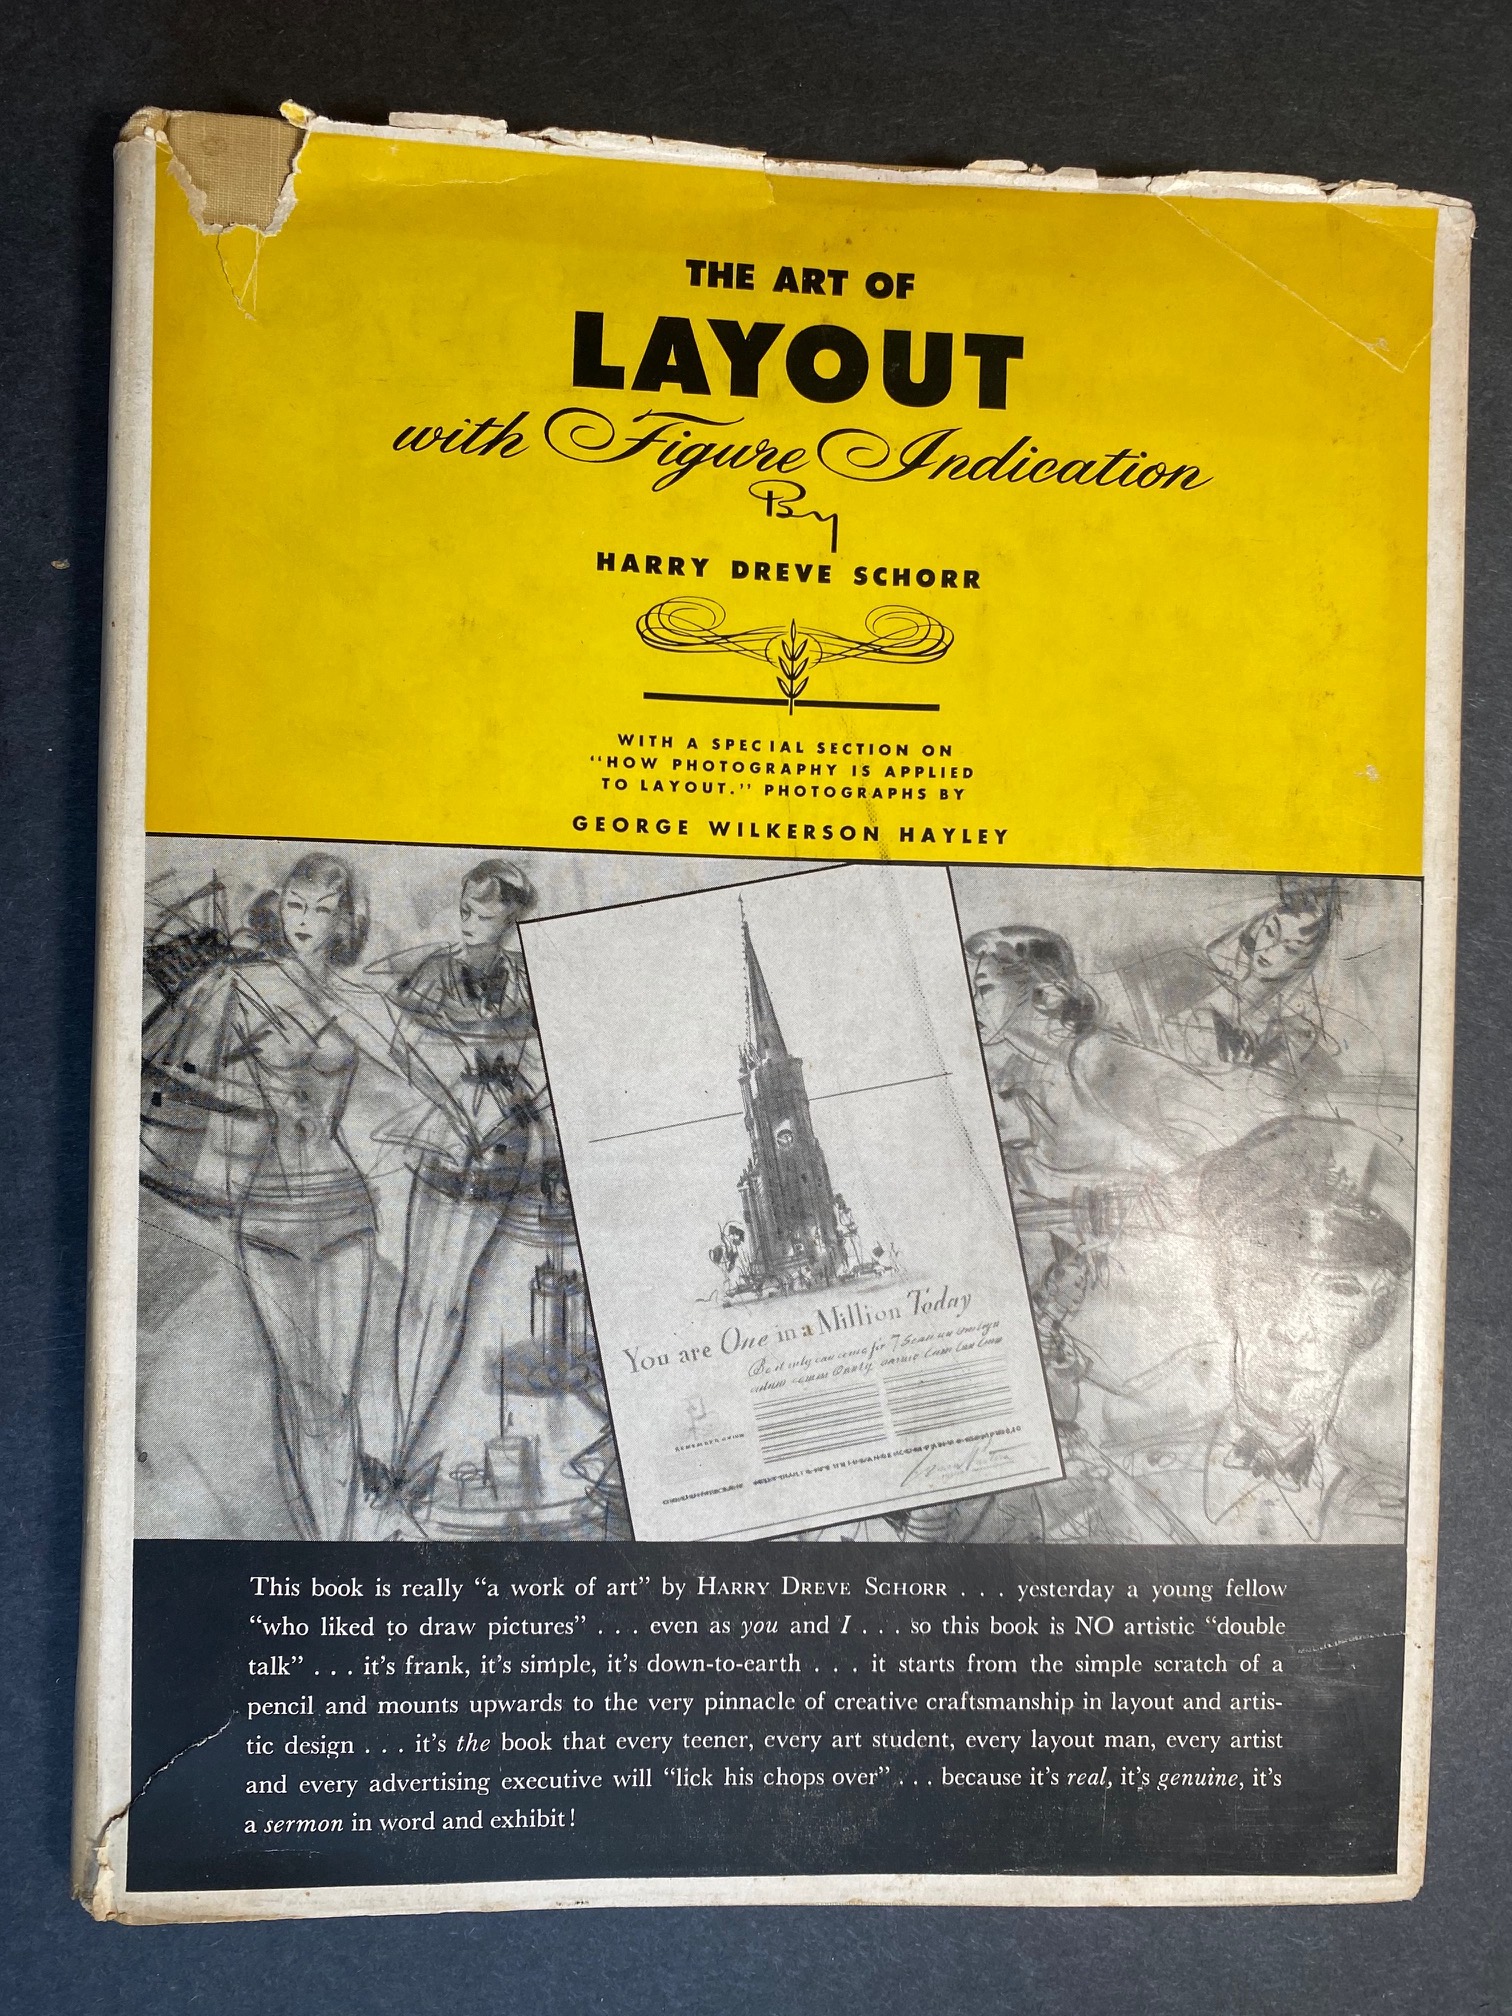 THE ART OF
LAYOUT
with Figure Indication
By
HARRY DREVE SCHORR
WITH A SPECIAL SECTION ON
“HOW PHOTOGRAPHY IS APPLIED
TO LAYOUT.” PHOTOGRAPHS BY
GEORGE WILKERSON HAYLEY
You are One in a Million Today
This book is really “a work of art” by HARRY DREVE SCHORR . . . yesterday a young fellow
“who liked to draw pictures” . . . even as you and I . . . so this book is NO artistic “double
talk” . . . it’s frank, it’s simple, it’s down-to-earth . . . it starts from the simple scratch of a
pencil and mounts upwards to the very pinnacle of creative craftsmanship in layout and artis-
tic design . . . it’s the book that every teener, every art student, every layout man, every artist
and every advertising executive will “lick his chops over” . . . because it’s real, it’s genuine, it’s
a sermon in word and exhibit!